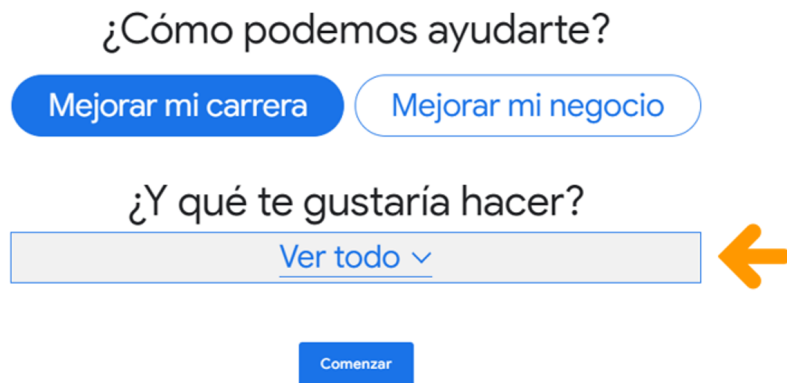 ¿Cómo podemos ayudarte?
Mejorar mi carrera
Mejorar mi negocio
¿Y qué te gustaría hacer?
Ver todo
Comenzar